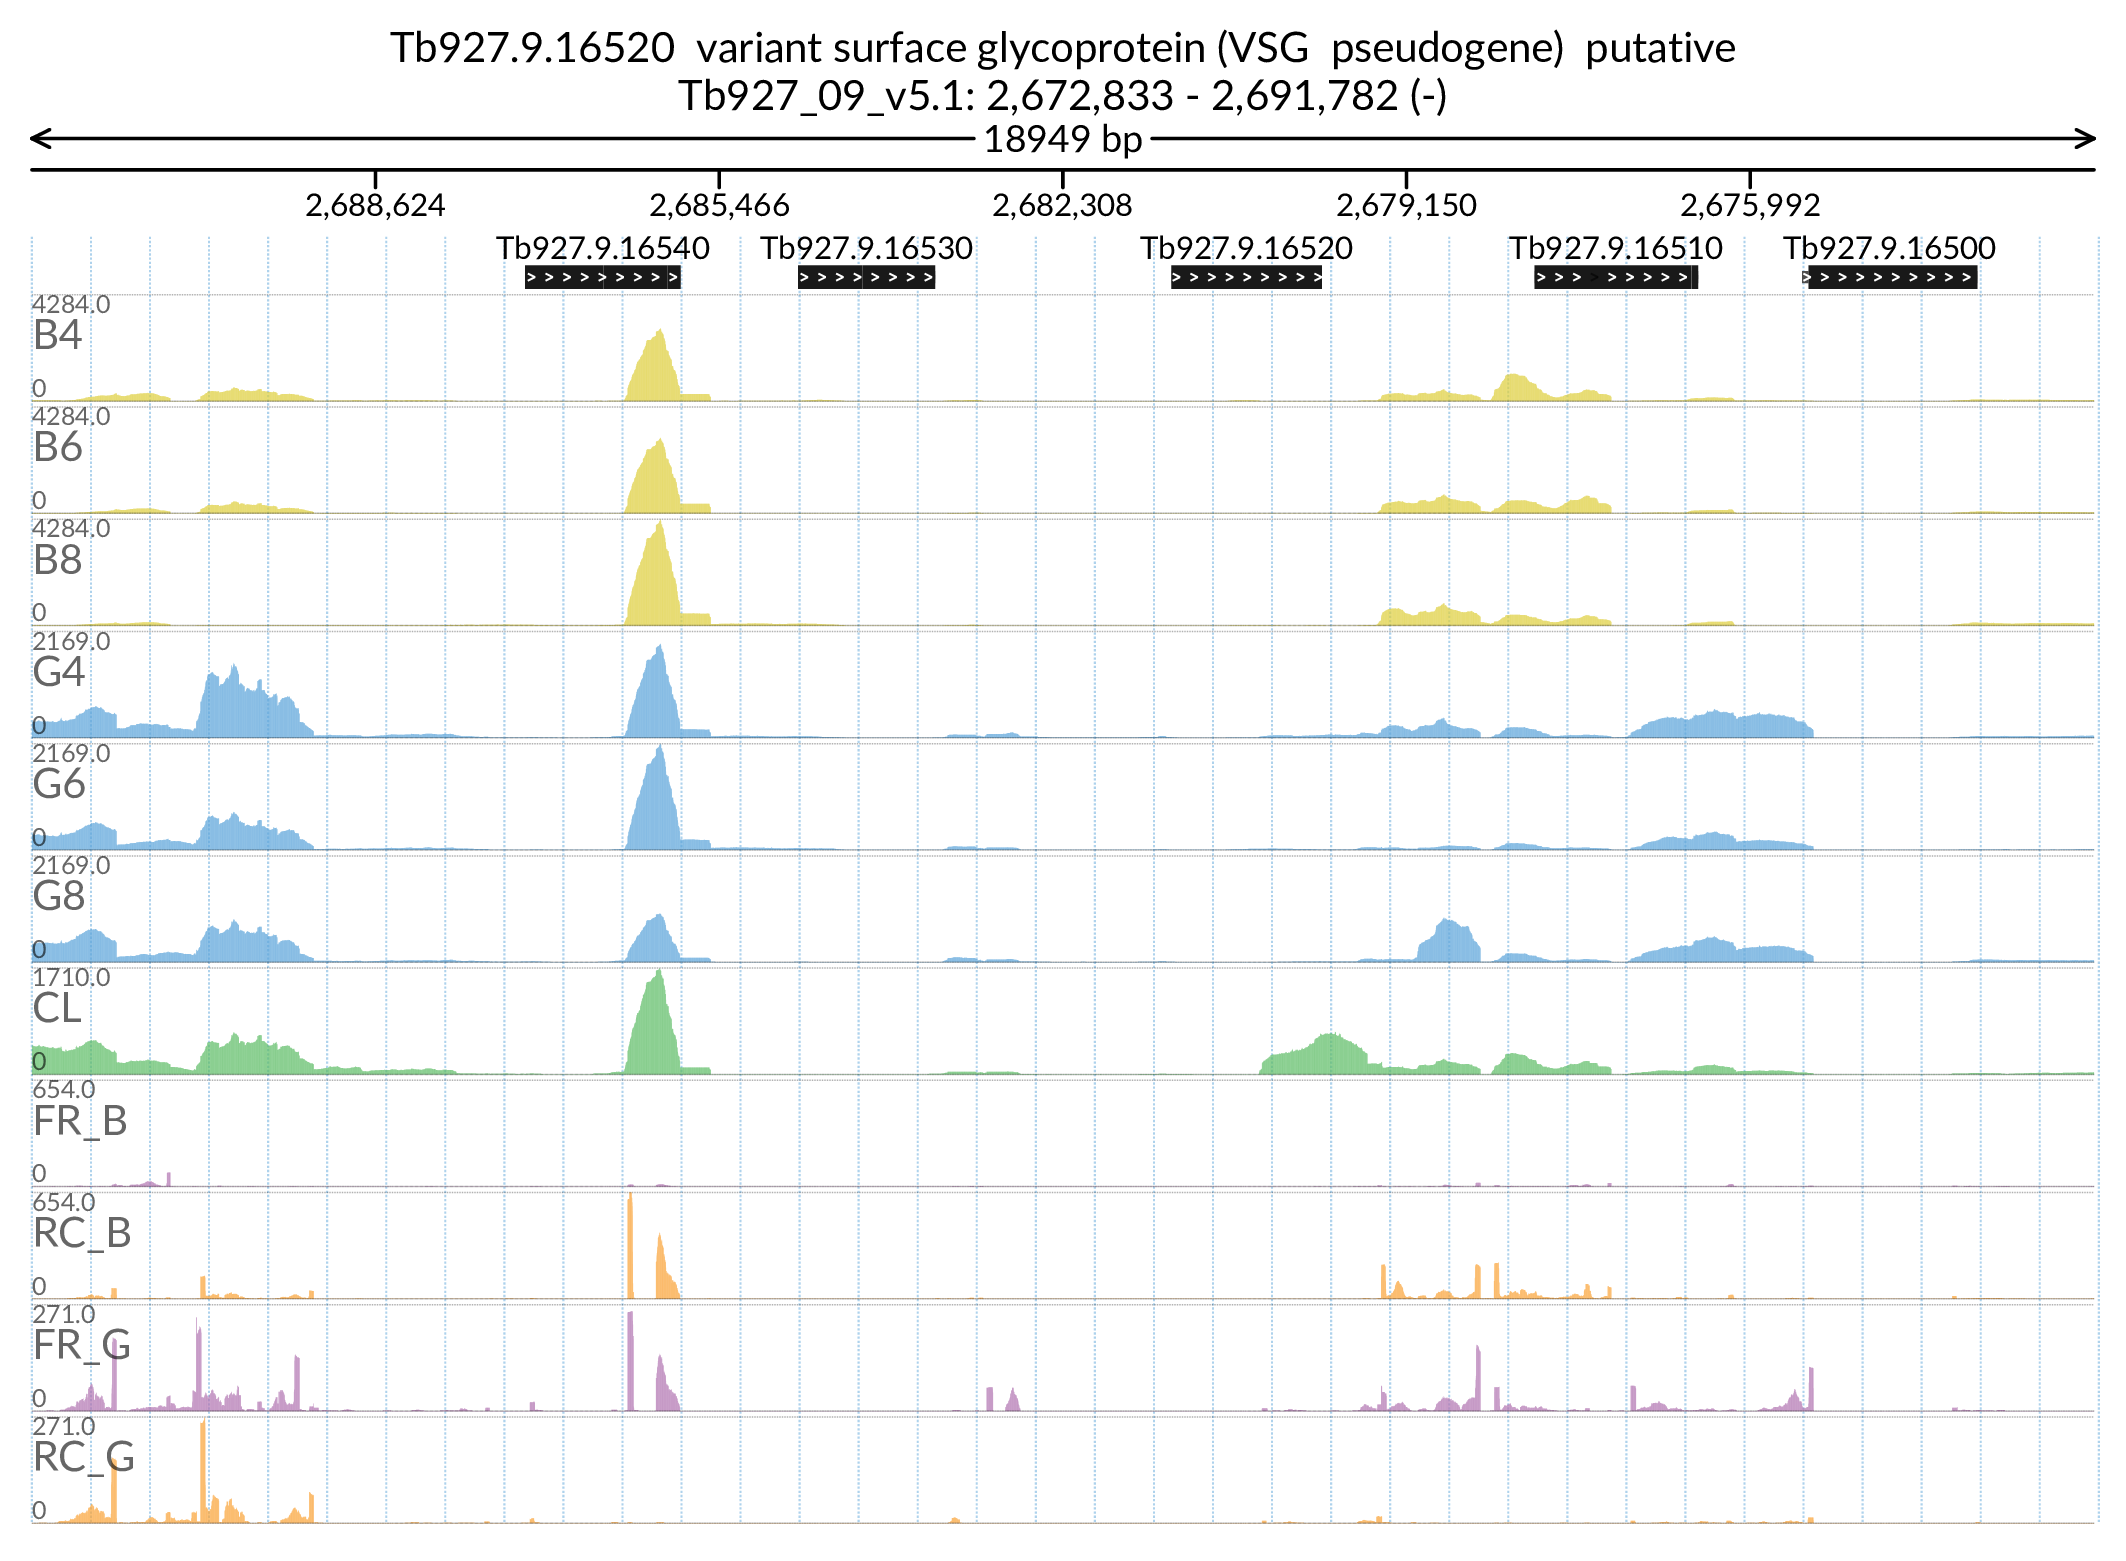 Tb927.9.16520 variant surface glycoprotein (VSG pseudogene) putative
Tb927_09_v5.1: 2,672,833 - 2,691,782 (-)
18949 bp
2,688,624 2,685,466 2,682,308 2,679,150 2,675,992
Tb927.9.16540 Tb927.9.16530 Tb927.9.16520 Tb927.9.16510 Tb927.9.16500
4284.0
B4
0
4284.0
B6
0
4284.0
B8
0
2169.0
G4
0
2169.0
G6
0
2169.0
G8
0
1710.0
CL
0
654.0
FR_B
0
654.0
RC_B
0
271.0
FR_G
0
271.0
RC_G
0